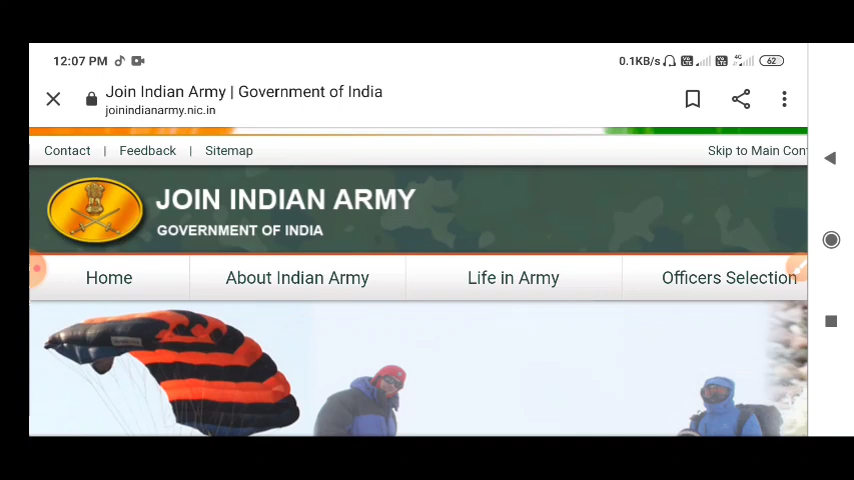 12:07 PM
0.1KB/s 4G 62
Join Indian Army | Government of India
joinindianarmy.nic.in
Contact | Feedback | Sitemap
Skip to Main Con
JOIN INDIAN ARMY
GOVERNMENT OF INDIA
Home About Indian Army Life in Army Officers Selection